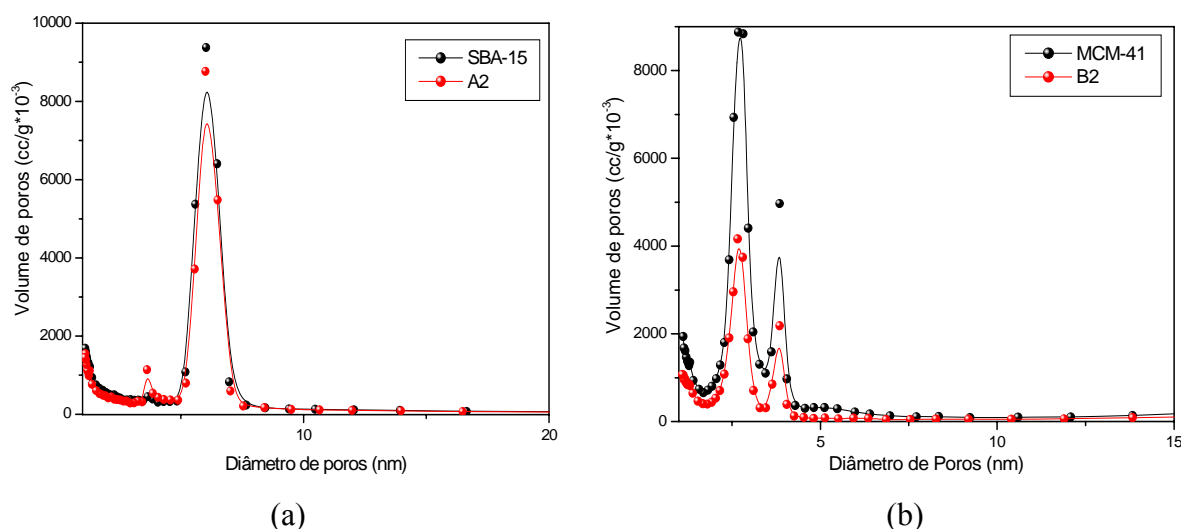 10000
8000
6000
4000
2000
0
Volume de poros (cc/g*10⁻³)
SBA-15
A2
10
20
Diâmetro de poros (nm)
(a)
8000
6000
4000
2000
0
Volume de poros (cc/g*10⁻³)
MCM-41
B2
5
10
15
Diâmetro de Poros (nm)
(b)